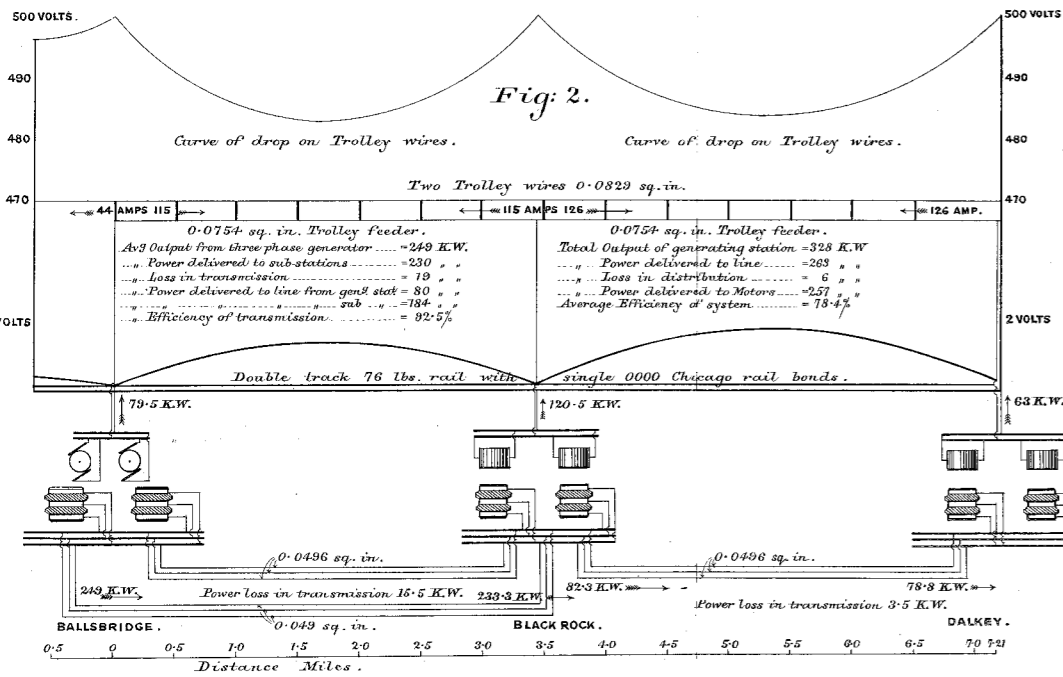 500 VOLTS.
500 VOLTS
490
490
Fig: 2.
480
480
Curve of drop on Trolley wires.
Curve of drop on Trolley wires.
Two Trolley wires 0·0829 sq. in.
470
470
44 AMPS 115
115 AMPS 126
126 AMP.
0·0754 sq. in. Trolley feeder.
Avg Output from three phase generator = 249 K.W.
„ Power delivered to sub-stations = 230 „ „
„ Loss in transmission = 19 „ „
„ Power delivered to line from geng stat = 80 „ „
„ „ „ „ „ sub „ = 184 „ „
„ Efficiency of transmission = 92·5%
0·0754 sq. in. Trolley feeder.
Total Output of generating station = 328 K.W
„ Power delivered to line = 263 „ „
„ Loss in distribution = 6 „ „
„ Power delivered to Motors = 257 „ „
Average Efficiency of system = 78·4%
VOLTS
2 VOLTS
Double track 76 lbs. rail with single 0000 Chicago rail bonds.
79·5 K.W.
120·5 K.W.
63 K.W.
0·0496 sq. in.
0·0496 sq. in.
249 K.W.
Power loss in transmission 15·5 K.W.
233·3 K.W.
82·3 K.W.
78·8 K.W.
Power loss in transmission 3·5 K.W.
0·049 sq. in.
BALLSBRIDGE.
BLACK ROCK.
DALKEY.
0·5 0 0·5 1·0 1·5 2·0 2·5 3·0 3·5 4·0 4·5 5·0 5·5 6·0 6·5 7·0 7·21
Distance Miles.